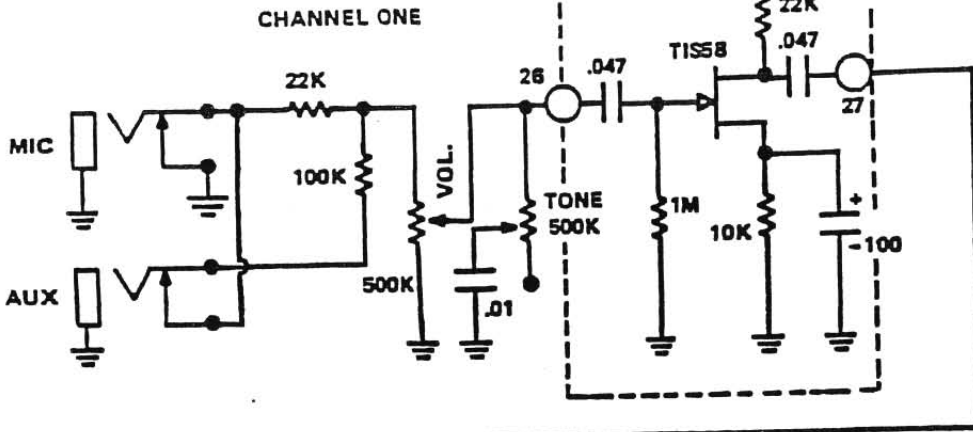 CHANNEL ONE
22K
TIS58
.047
26
.047
22K
27
MIC
100K
VOL.
TONE
500K
1M
10K
+
-100
AUX
500K
.01